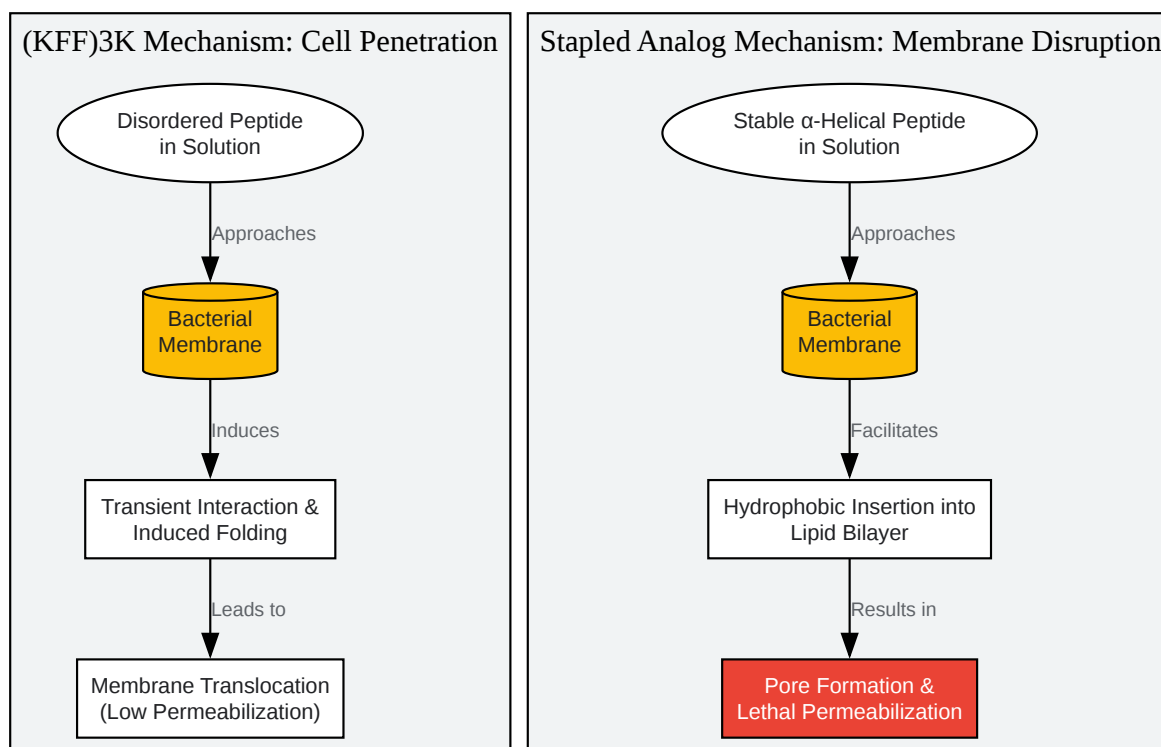 (KFF)3K Mechanism: Cell Penetration
Disordered Peptide
in Solution
Approaches
Bacterial
Membrane
Induces
Transient Interaction &
Induced Folding
Leads to
Membrane Translocation
(Low Permeabilization)
Stapled Analog Mechanism: Membrane Disruption
Stable α-Helical Peptide
in Solution
Approaches
Bacterial
Membrane
Facilitates
Hydrophobic Insertion into
Lipid Bilayer
Results in
Pore Formation &
Lethal Permeabilization